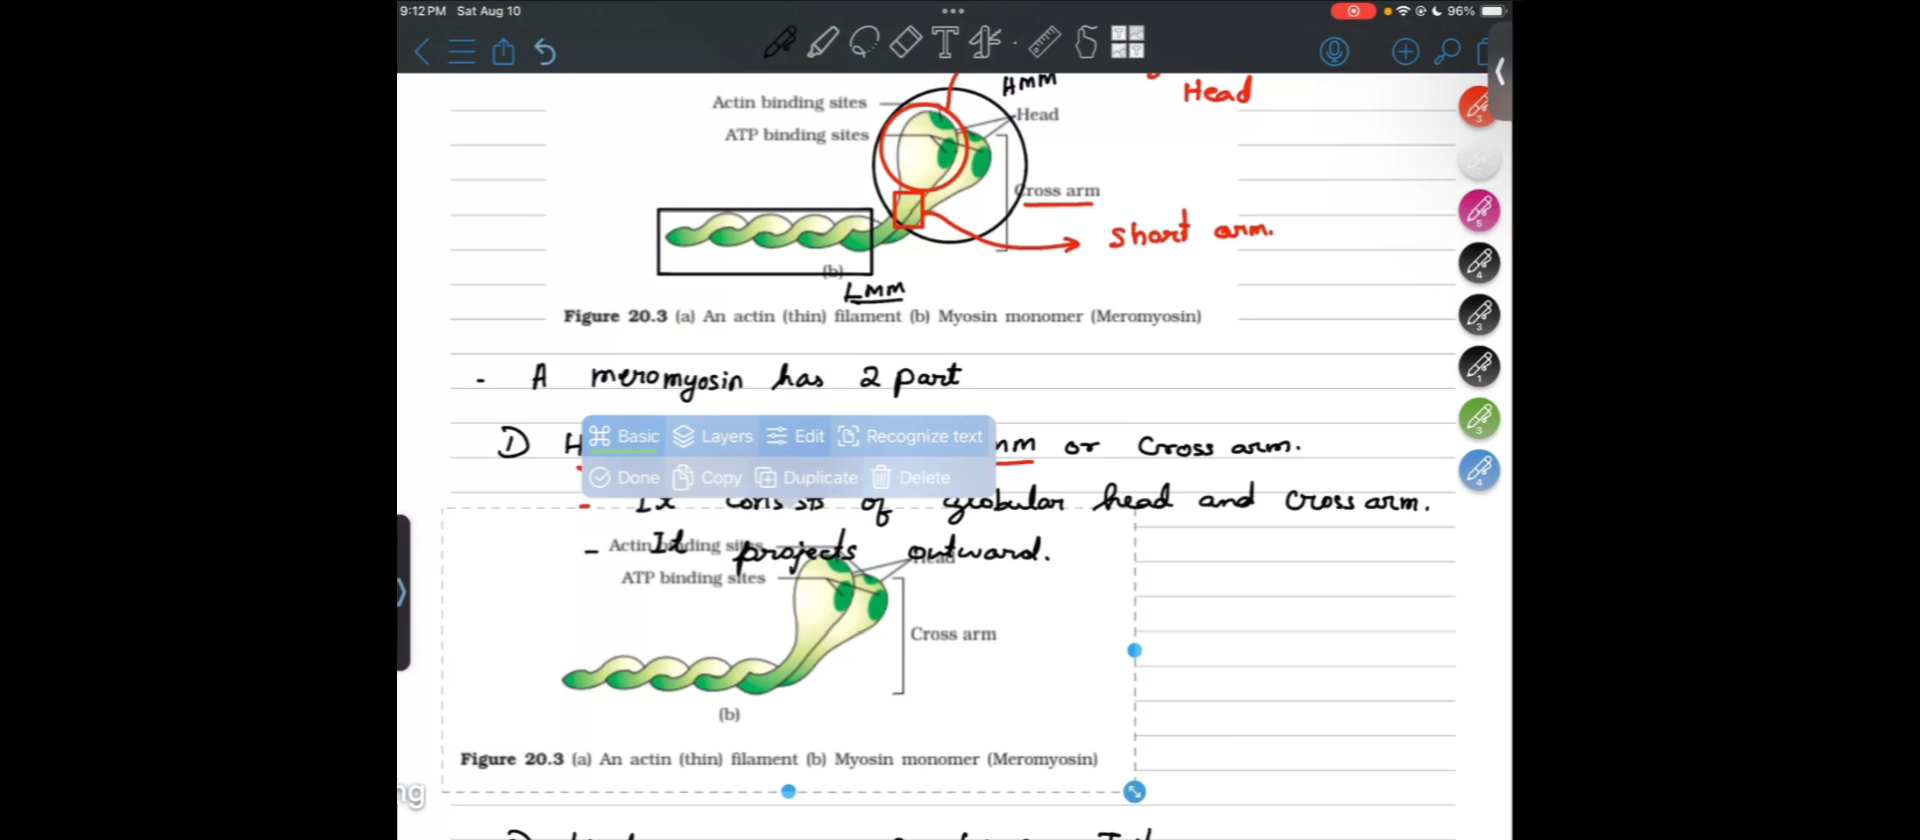 9:12 PM Sat Aug 10
96%
HMM
Head
Actin binding sites
Head
ATP binding sites
Cross arm
Short arm.
(b)
LMM
Figure 20.3 (a) An actin (thin) filament (b) Myosin monomer (Meromyosin)
- A meromyosin has 2 part
Basic Layers Edit Recognize text
or Cross arm.
Done Copy Duplicate Delete
It consists of globular head and cross arm.
- It projects outward.
Actin binding sites
Head
ATP binding sites
Cross arm
(b)
Figure 20.3 (a) An actin (thin) filament (b) Myosin monomer (Meromyosin)